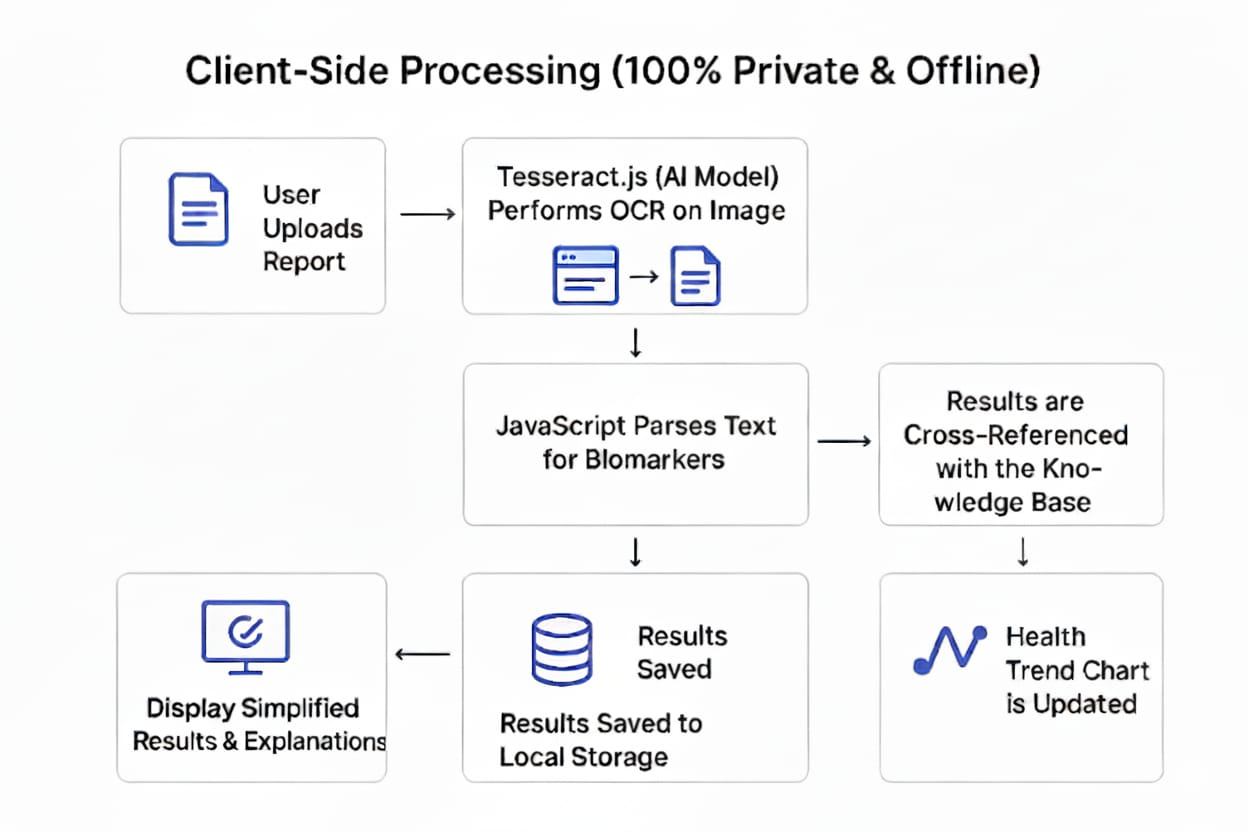 Client-Side Processing (100% Private & Offline)
User
Uploads
Report
Tesseract.js (AI Model)
Performs OCR on Image
JavaScript Parses Text
for Blomarkers
Results are
Cross-Referenced
with the Kno-
wledge Base
Display Simplified
Results & Explanations
Results
Saved
Results Saved to
Local Storage
Health
Trend Chart
is Updated